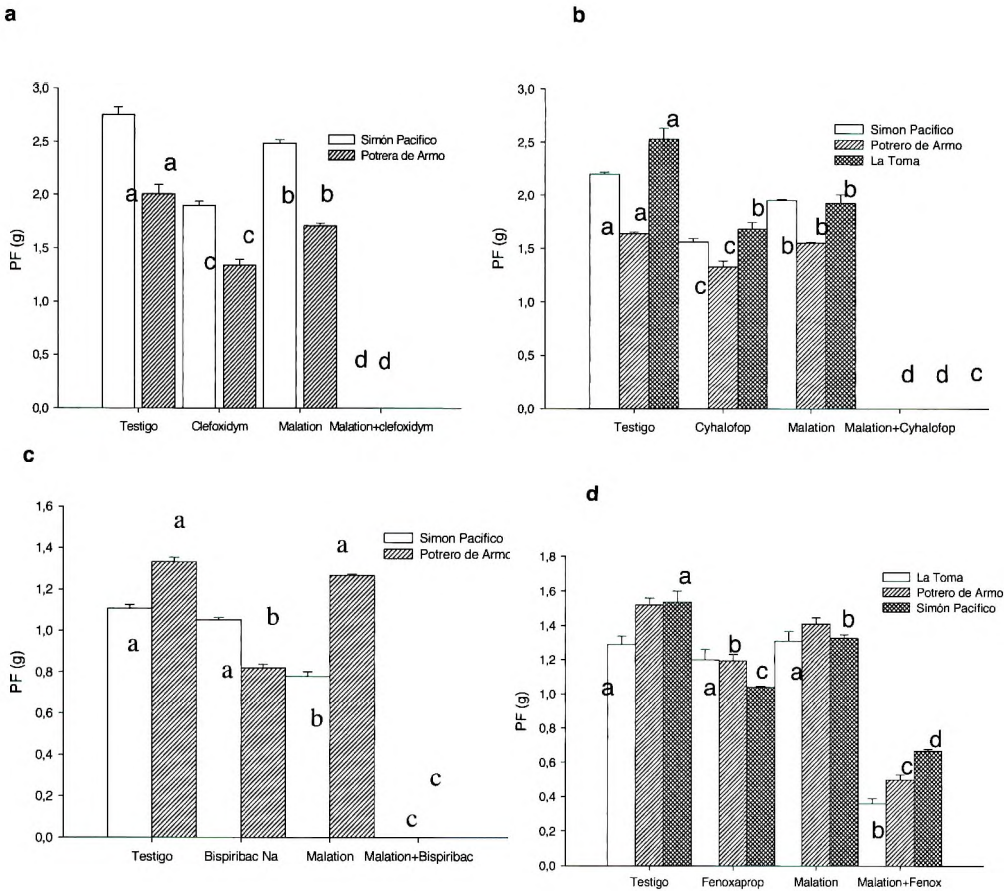 a
3,0
2,5
2,0
1,5
1,0
0,5
0,0
PF (g)
Simón Pacifico
Potrera de Armo
a
a
c
c
b
b
d d
Testigo Clefoxidym Malation Malation+clefoxidym
b
3,0
2,5
2,0
1,5
1,0
0,5
0,0
PF (g)
Simon Pacifico
Potrero de Armo
La Toma
a
a
a
c
c
b
b
b
b
d d c
Testigo Cyhalofop Malation Malation+Cyhalofop
c
1,6
1,4
1,2
1,0
0,8
0,6
0,4
0,2
0,0
PF (g)
Simon Pacifico
Potrero de Armo
a
a
a
b
b
a
c
c
Testigo Bispiribac Na Malation Malation+Bispiribac
d
1,8
1,6
1,4
1,2
1,0
0,8
0,6
0,4
0,2
0,0
PF (g)
La Toma
Potrero de Armo
Simón Pacífico
a
a
a
b
c
a
b
b
c
d
Testigo Fenoxaprop Malation Malation+Fenox